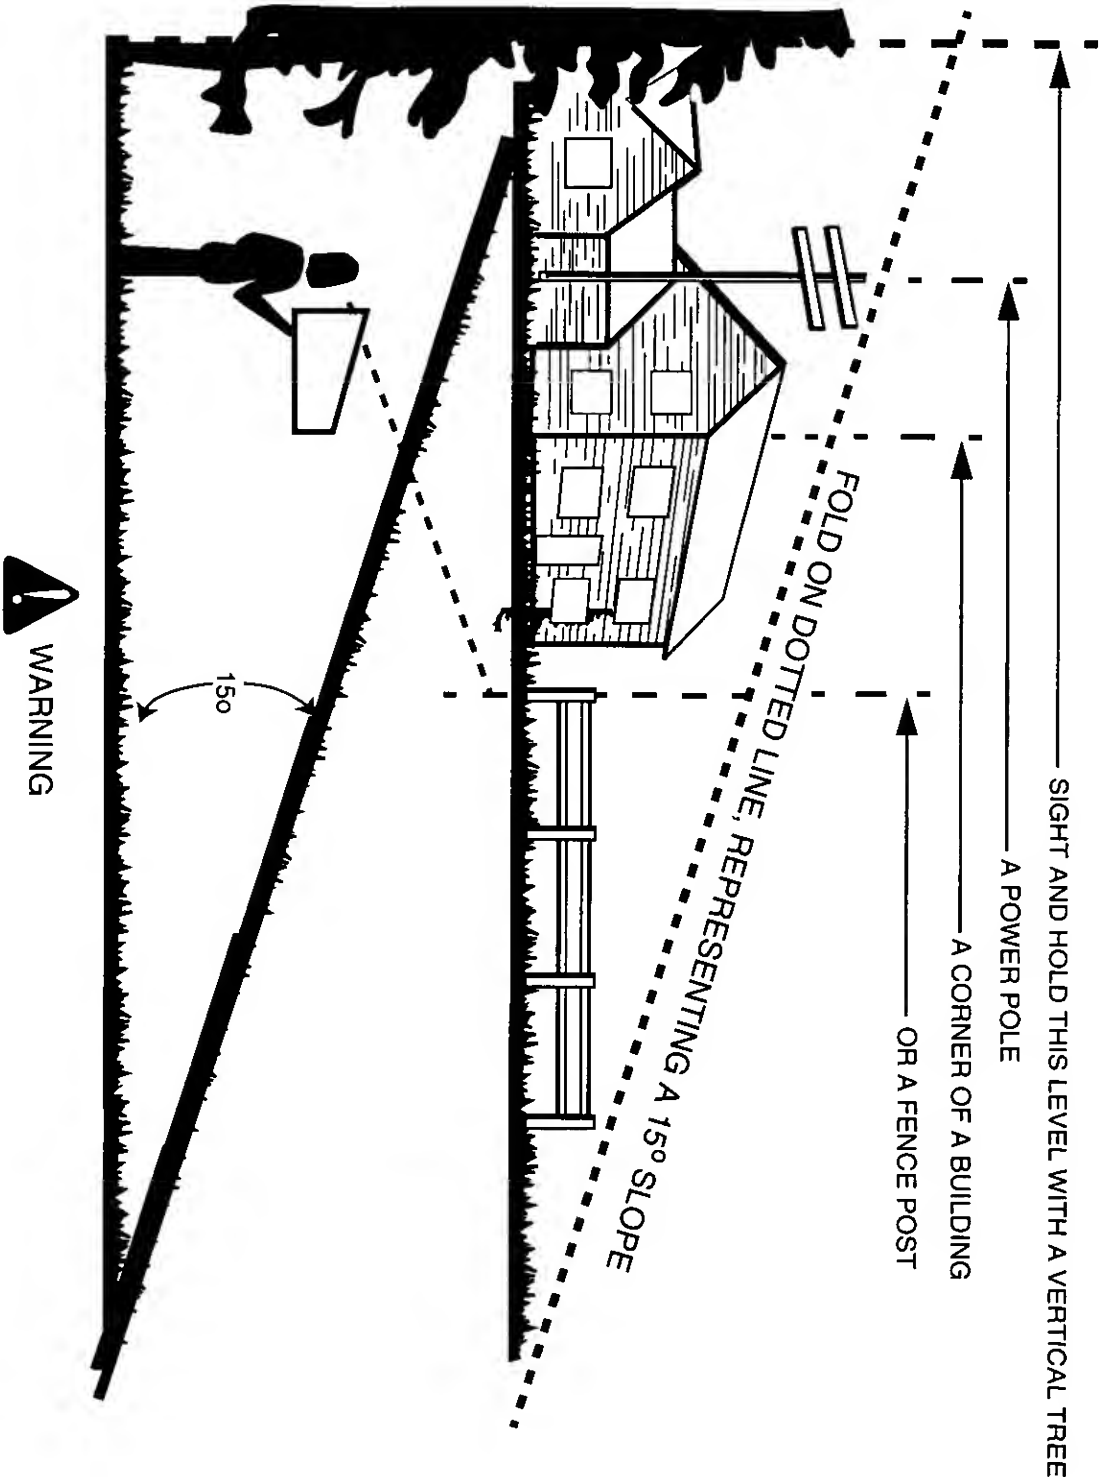 SIGHT AND HOLD THIS LEVEL WITH A VERTICAL TREE
A POWER POLE
A CORNER OF A BUILDING
OR A FENCE POST
FOLD ON DOTTED LINE, REPRESENTING A 15º SLOPE
15o
WARNING